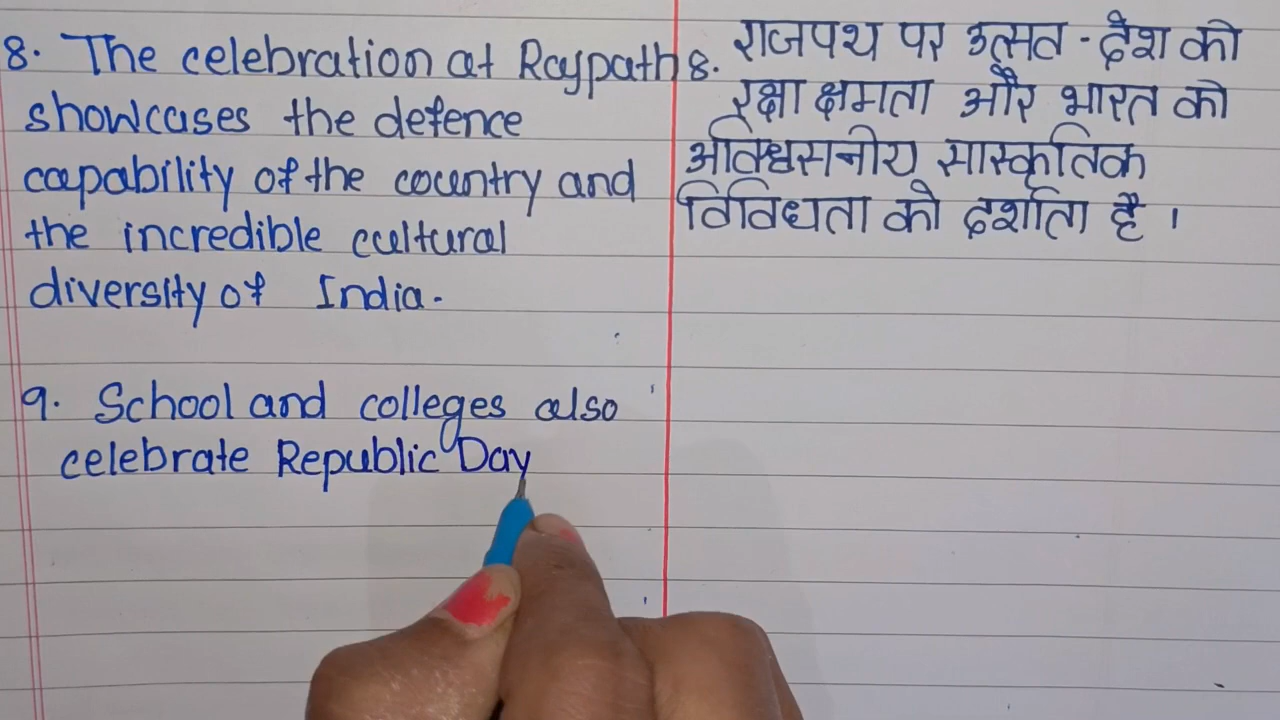 8. The celebration at Rajpath
showcases the defence
capability of the country and
the incredible cultural
diversity of India.
9. School and colleges also
celebrate Republic Day
8. राजपथ पर उत्सव - देश की
रक्षा क्षमता और भारत की
अविश्वसनीय सांस्कृतिक
विविधता को दर्शाता है ।